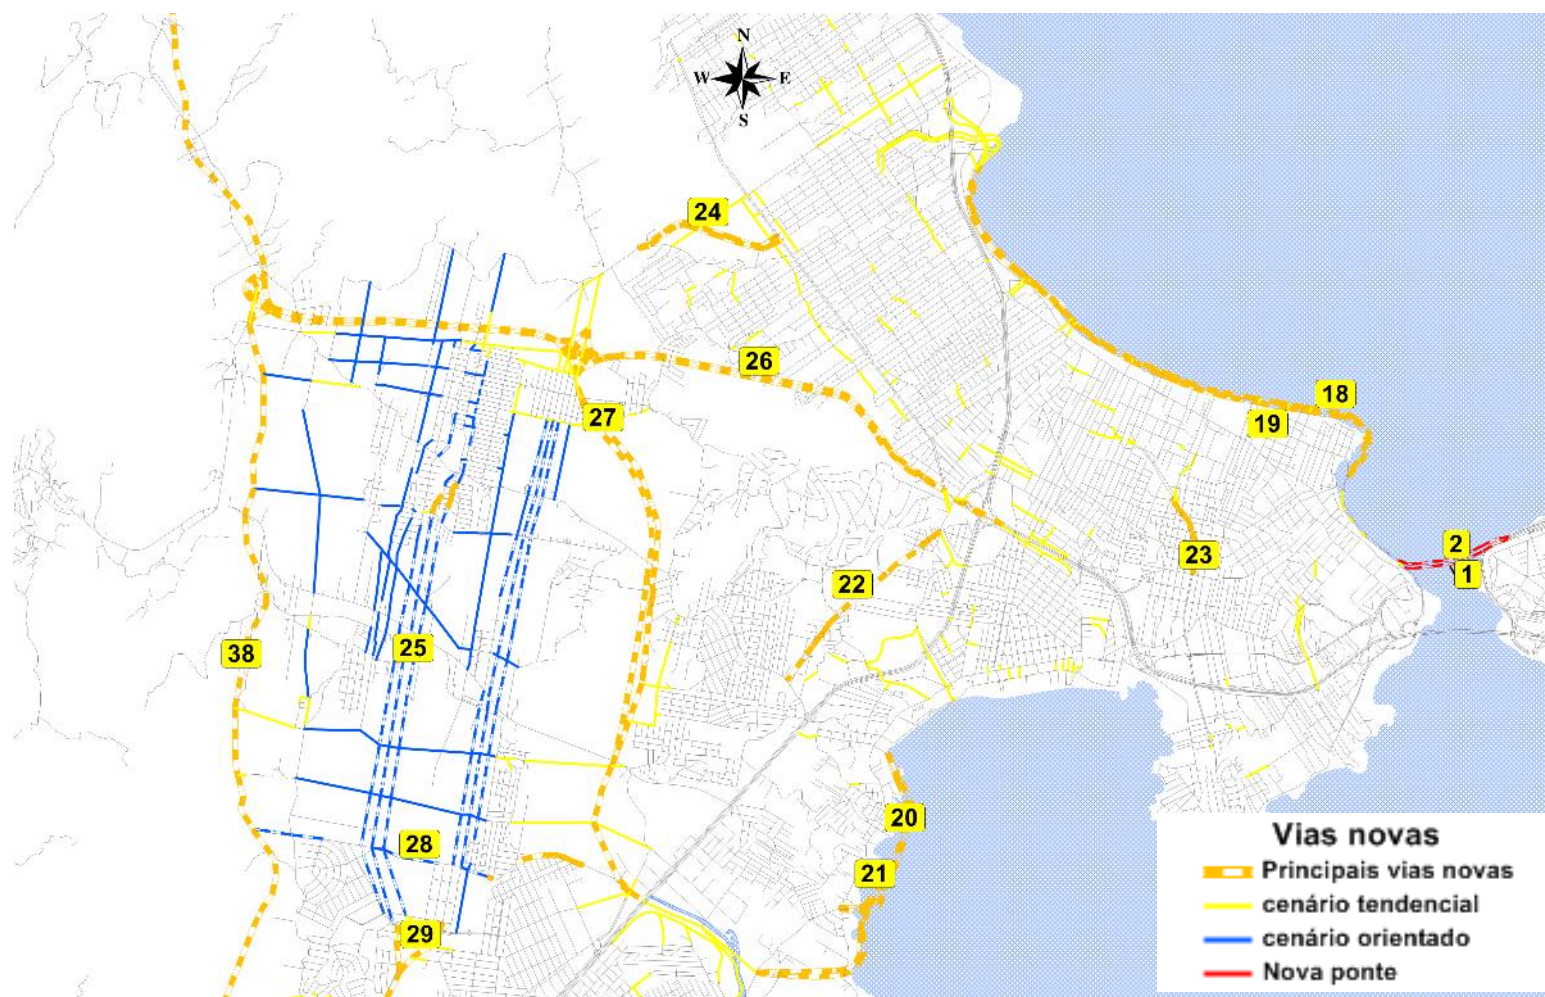 N
W E
S
24
26
27
18
19
2
1
23
22
25
38
20
28
21
29
Vias novas
Principais vias novas
cenário tendencial
cenário orientado
Nova ponte